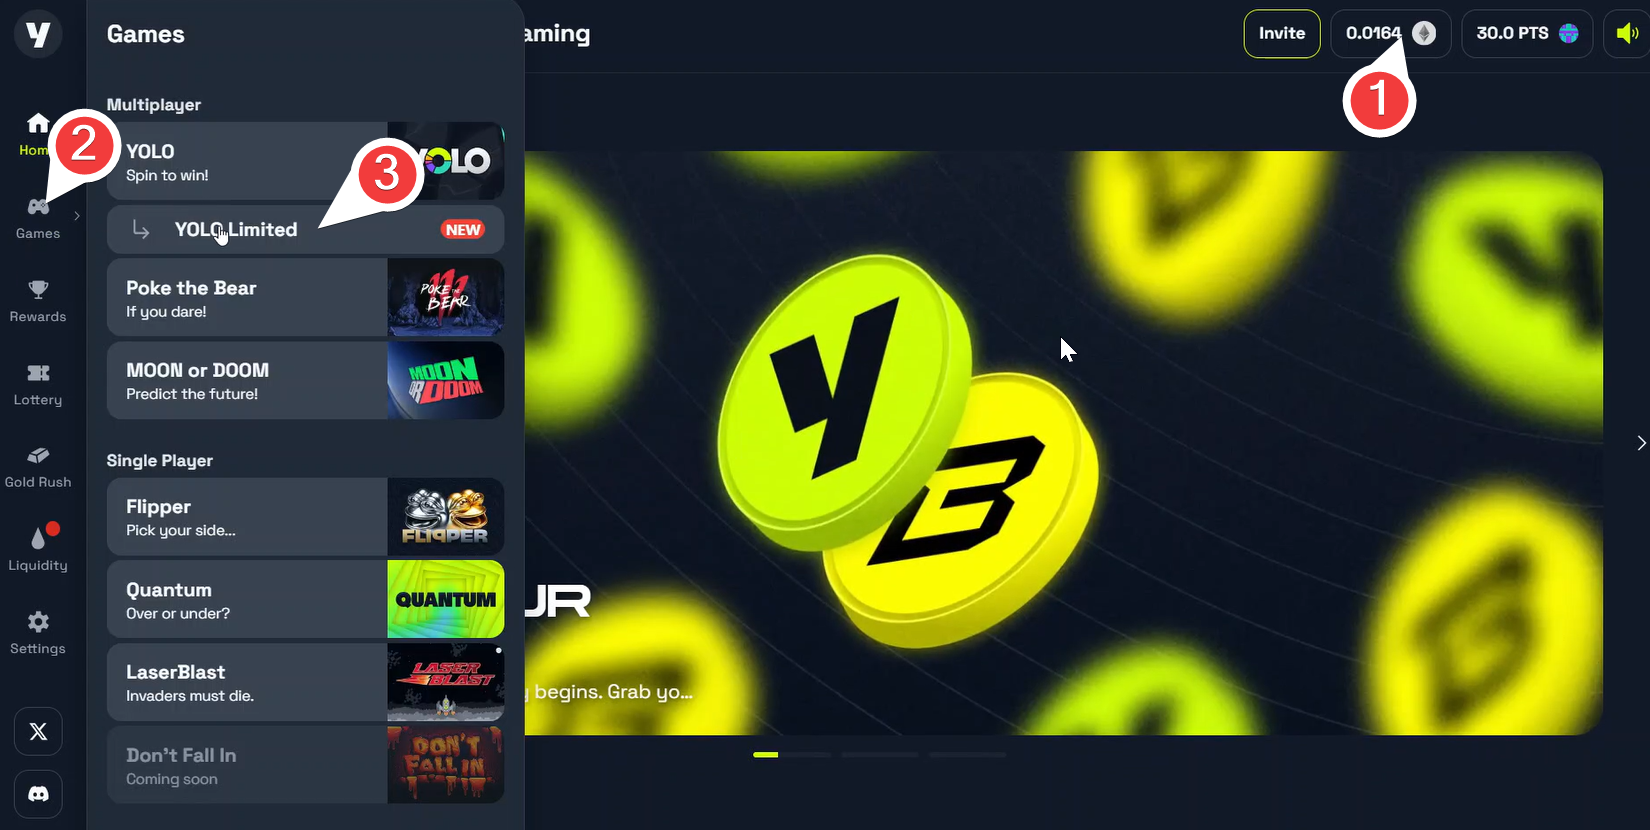 Games
aming
Invite
0.0164
30.0 PTS
1
Multiplayer
Home
2
YOLO
Spin to win!
YOLO
3
Games
YOLO Limited
NEW
Rewards
Poke the Bear
If you dare!
POKE THE
BEAR
Lottery
MOON or DOOM
Predict the future!
MOON
OR DOOM
Gold Rush
Single Player
Flipper
Pick your side...
FLIPPER
Liquidity
Quantum
Over or under?
QUANTUM
UR
Settings
LaserBlast
Invaders must die.
LASER
BLAST
y begins. Grab yo...
Don't Fall In
Coming soon
DON'T
FALL IN
Y
B